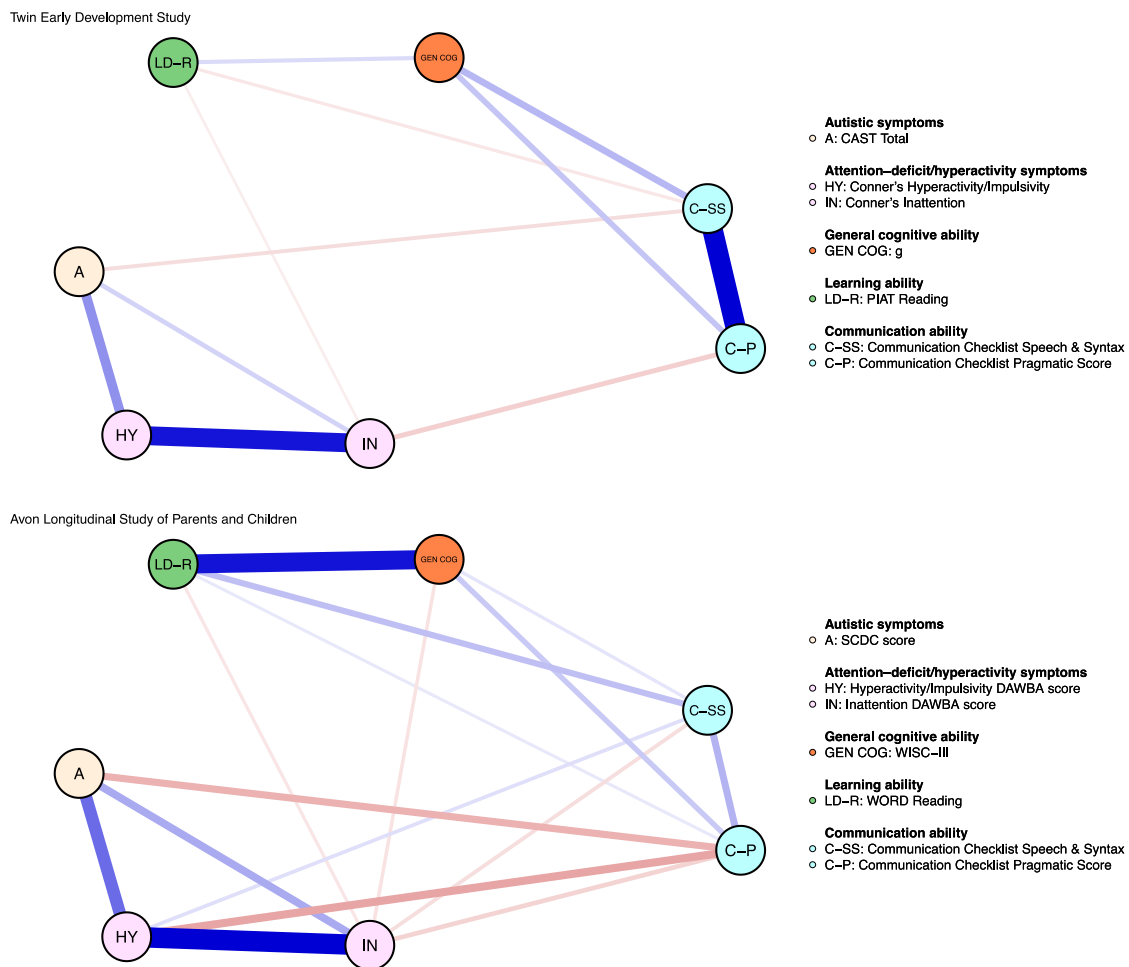 Twin Early Development Study
LD−R
GEN COG
C−SS
A
C−P
HY
IN
Autistic symptoms
A: CAST Total
Attention−deficit/hyperactivity symptoms
HY: Conner's Hyperactivity/Impulsivity
IN: Conner's Inattention
General cognitive ability
GEN COG: g
Learning ability
LD−R: PIAT Reading
Communication ability
C−SS: Communication Checklist Speech & Syntax
C−P: Communication Checklist Pragmatic Score
Avon Longitudinal Study of Parents and Children
LD−R
GEN COG
C−SS
A
C−P
HY
IN
Autistic symptoms
A: SCDC score
Attention−deficit/hyperactivity symptoms
HY: Hyperactivity/Impulsivity DAWBA score
IN: Inattention DAWBA score
General cognitive ability
GEN COG: WISC−III
Learning ability
LD−R: WORD Reading
Communication ability
C−SS: Communication Checklist Speech & Syntax
C−P: Communication Checklist Pragmatic Score